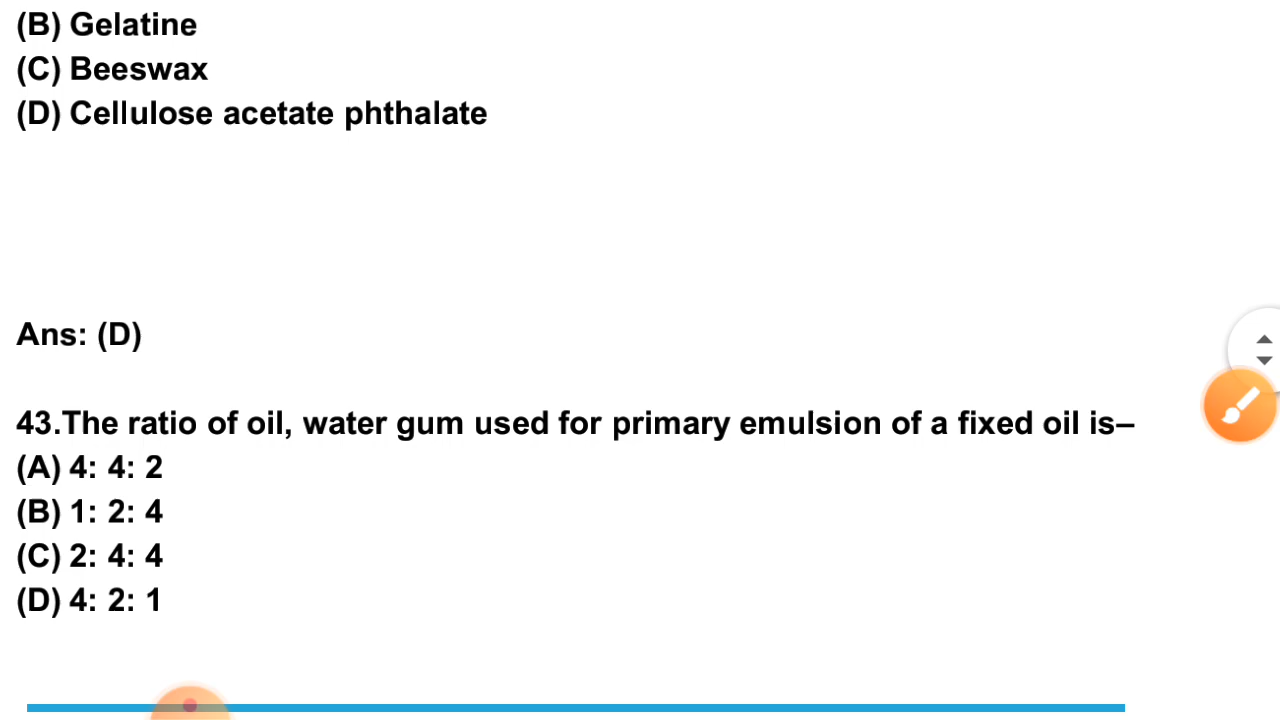 (B) Gelatine
(C) Beeswax
(D) Cellulose acetate phthalate
Ans: (D)
43.The ratio of oil, water gum used for primary emulsion of a fixed oil is–
(A) 4: 4: 2
(B) 1: 2: 4
(C) 2: 4: 4
(D) 4: 2: 1